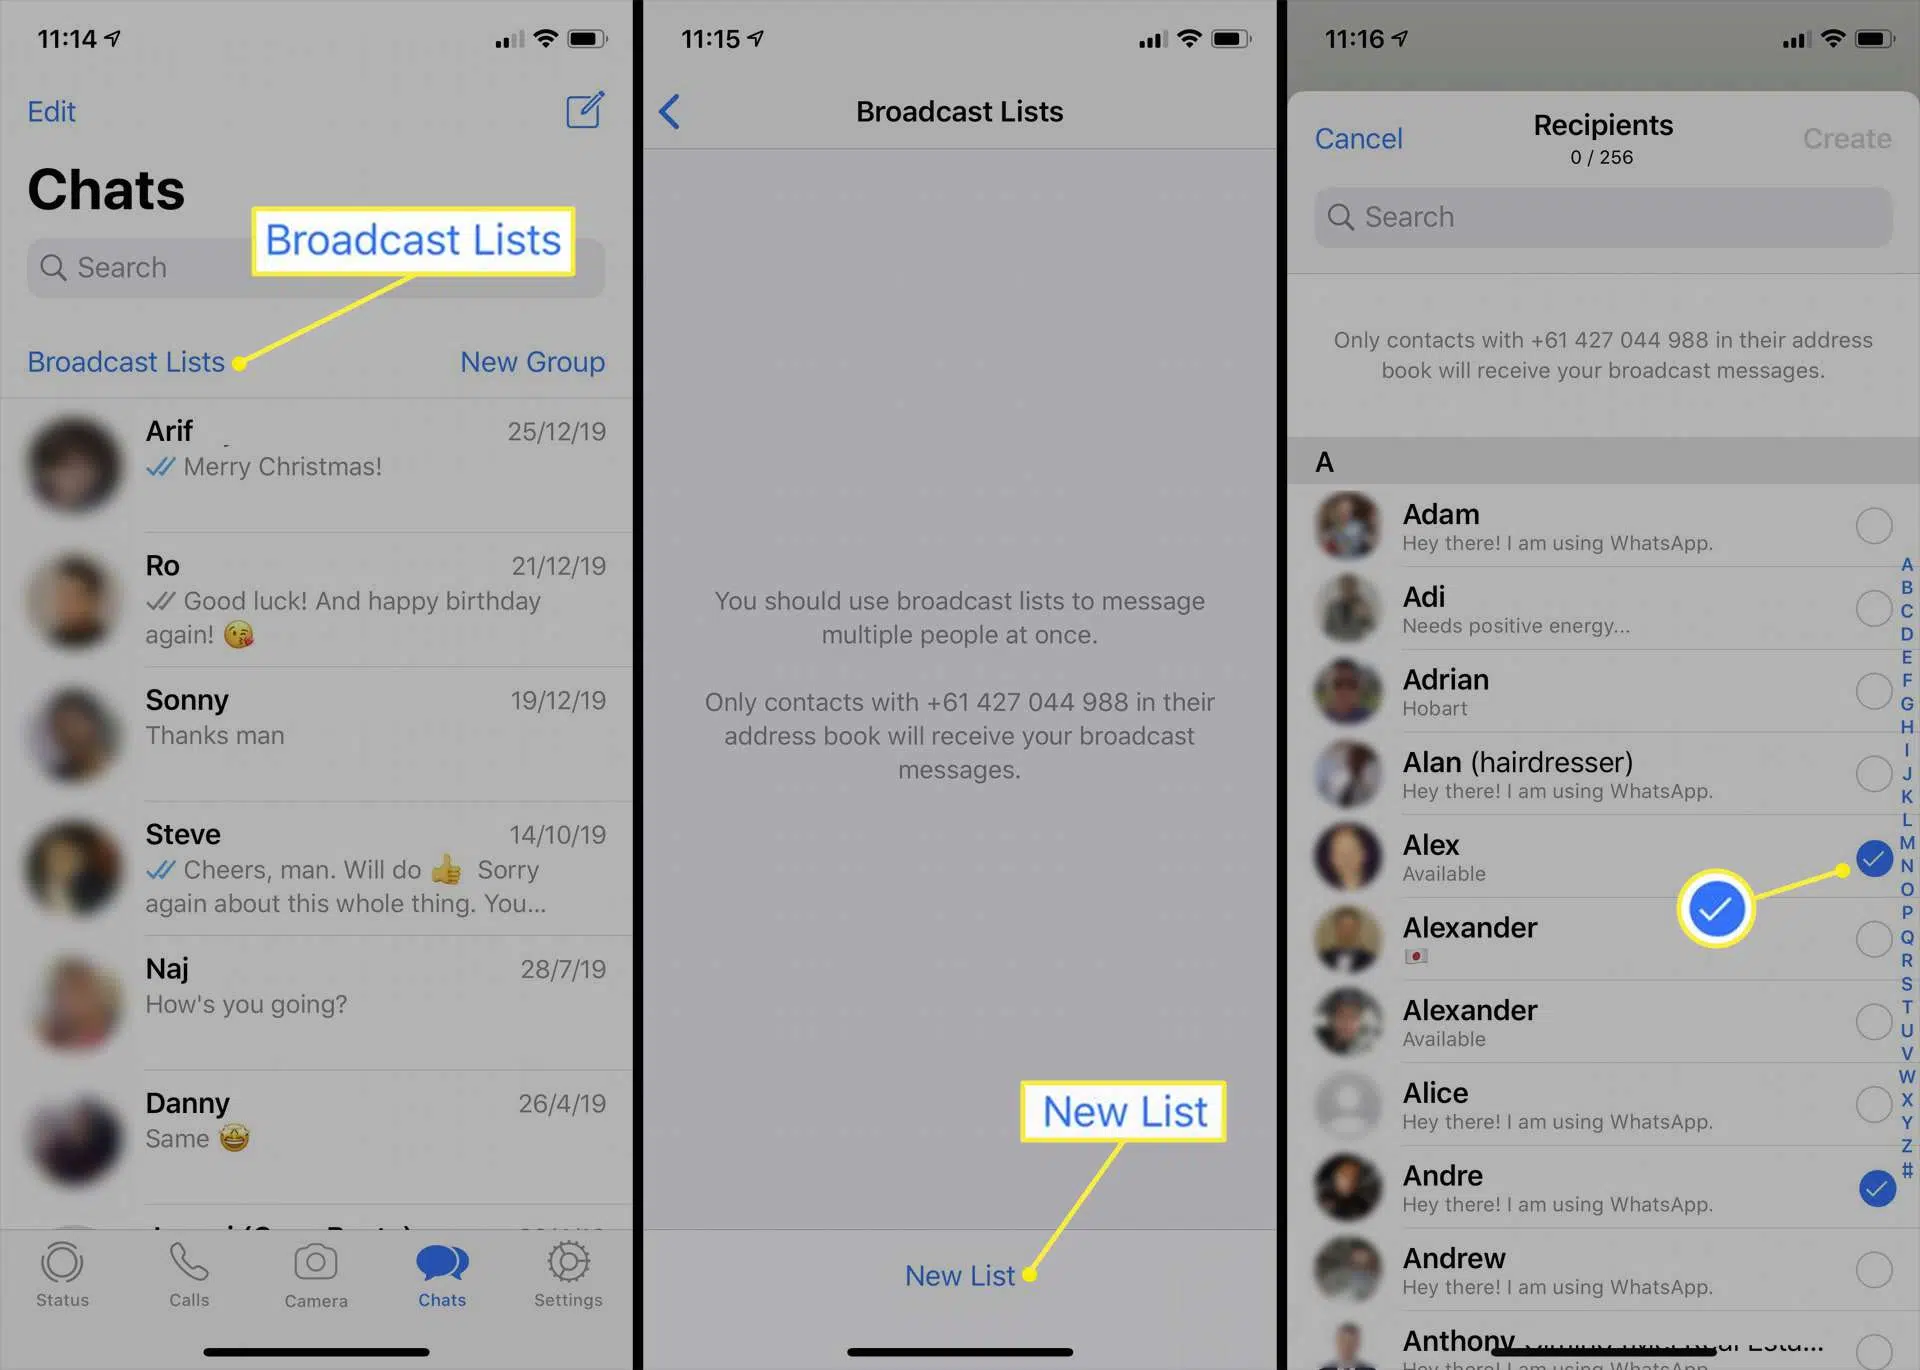 11:14
Edit
Chats
Broadcast Lists
Search
Broadcast Lists
New Group
Arif
25/12/19
Merry Christmas!
Ro
21/12/19
Good luck! And happy birthday
again! 😘
Sonny
19/12/19
Thanks man
Steve
14/10/19
Cheers, man. Will do 👍 Sorry
again about this whole thing. You...
Naj
28/7/19
How's you going?
Danny
26/4/19
Same 🤩
Status
Calls
Camera
Chats
Settings
11:15
Broadcast Lists
You should use broadcast lists to message
multiple people at once.
Only contacts with +61 427 044 988 in their
address book will receive your broadcast
messages.
New List
New List
11:16
Cancel
Recipients
Create
0 / 256
Search
Only contacts with +61 427 044 988 in their address
book will receive your broadcast messages.
A
Adam
Hey there! I am using WhatsApp.
Adi
Needs positive energy...
Adrian
Hobart
Alan (hairdresser)
Hey there! I am using WhatsApp.
Alex
Available
Alexander
🇯🇵
Alexander
Available
Alice
Hey there! I am using WhatsApp.
Andre
Hey there! I am using WhatsApp.
Andrew
Hey there! I am using WhatsApp.
Anthony
Hey there! I am using WhatsApp.
A
B
C
D
E
F
G
H
I
J
K
L
M
N
O
P
Q
R
S
T
U
V
W
X
Y
Z
#